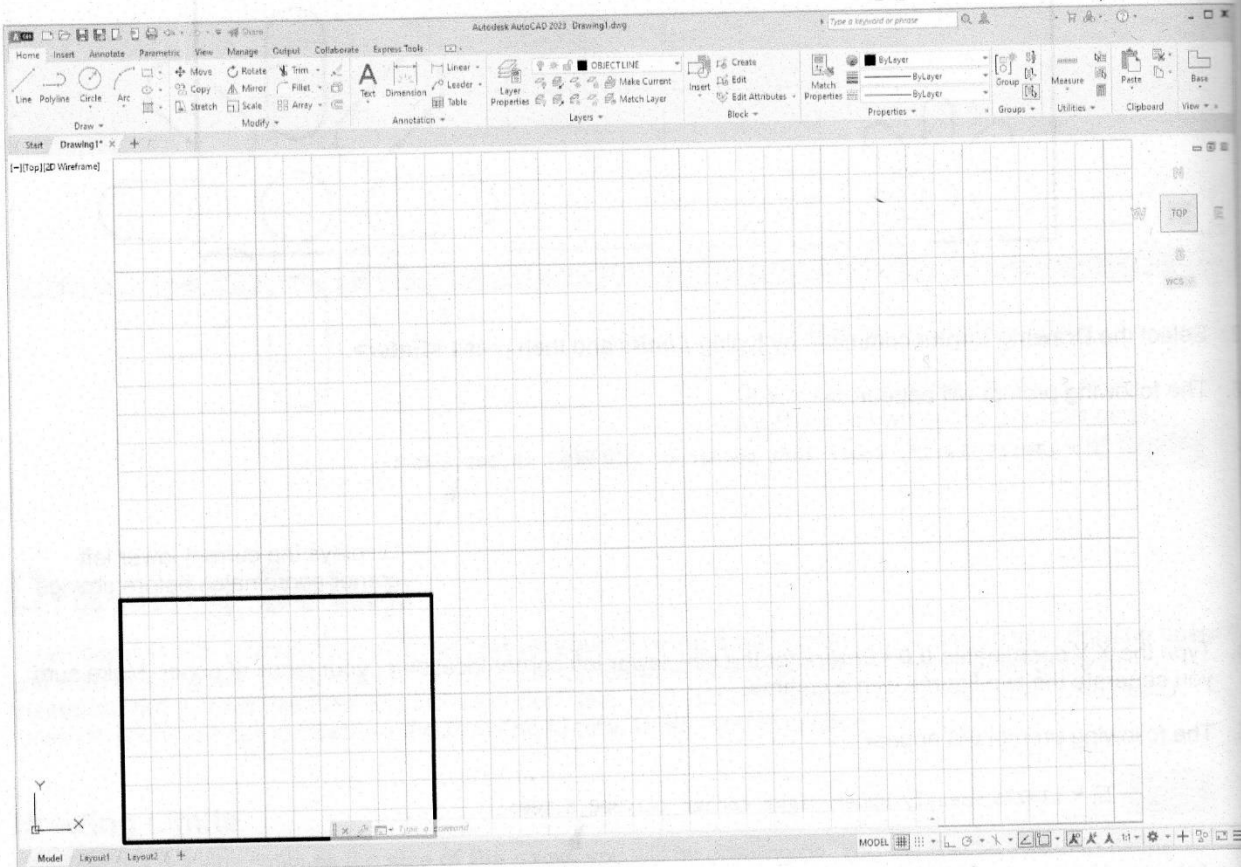 Autodesk AutoCAD 2023 Drawing1.dwg
Type a keyword or phrase
Share
Home Insert Annotate Parametric View Manage Output Collaborate Express Tools
Line Polyline Circle Arc
Move Rotate Trim
Copy Mirror Fillet
Stretch Scale Array
Text Dimension
Linear
Leader
Table
Layer Properties
OBJECTLINE
Make Current
Match Layer
Insert
Create
Edit
Edit Attributes
Match Properties
ByLayer
ByLayer
ByLayer
Group
Measure
Paste
Base
Draw Modify Annotation Layers Block Properties Groups Utilities Clipboard View
Start Drawing1* × +
[–][Top][2D Wireframe]
TOP
W
WCS
Y
X
Type a command
MODEL
1:1
Model Layout1 Layout2 +